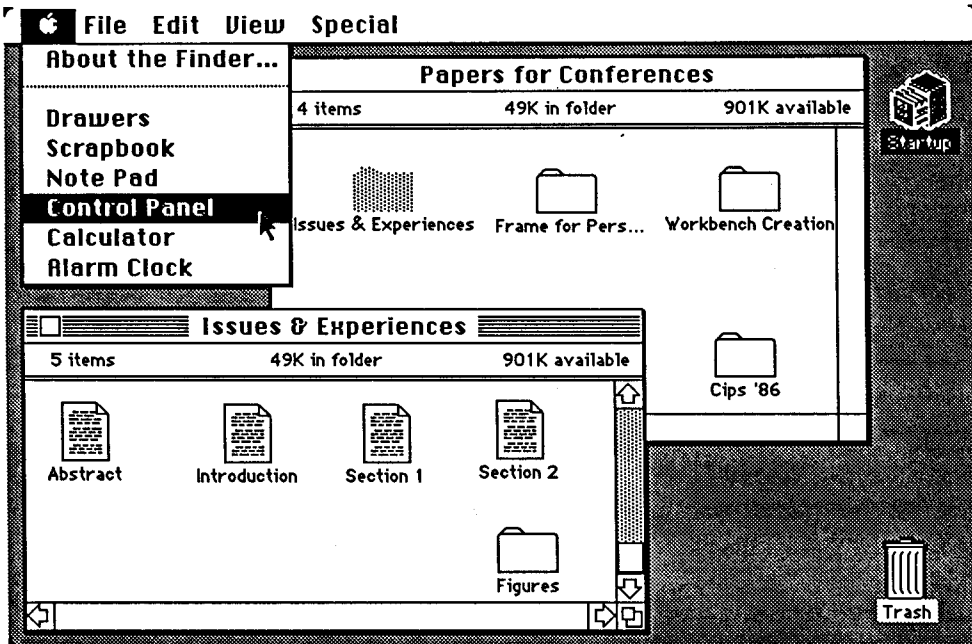 File Edit View Special
About the Finder...
Drawers
Scrapbook
Note Pad
Control Panel
Calculator
Alarm Clock
Papers for Conferences
4 items 49K in folder 901K available
Issues & Experiences Frame for Pers... Workbench Creation
Cips '86
Startup
Issues & Experiences
5 items 49K in folder 901K available
Abstract Introduction Section 1 Section 2
Figures
Trash